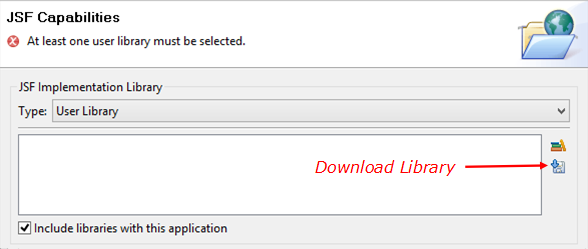 JSF Capabilities
At least one user library must be selected.
JSF Implementation Library
Type: User Library
Download Library
Include libraries with this application